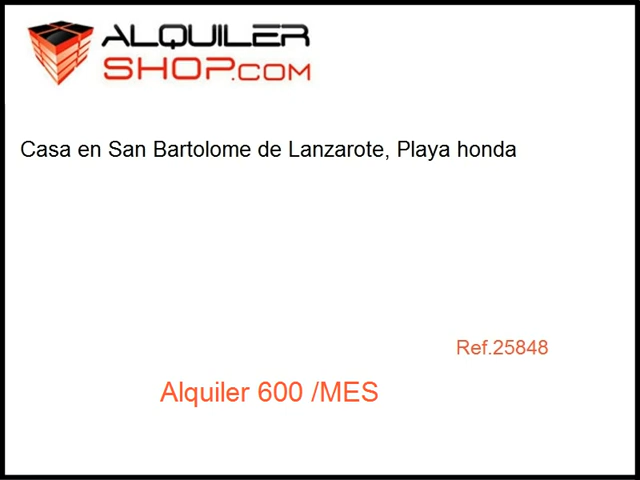 ALQUILER
SHOP.COM
Casa en San Bartolome de Lanzarote, Playa honda
Ref.25848
Alquiler 600 /MES